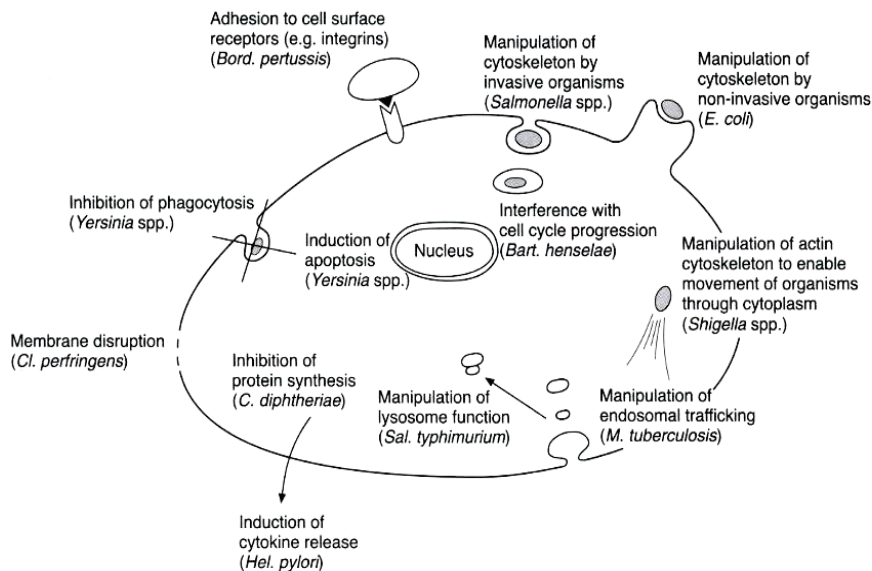 Adhesion to cell surface
receptors (e.g. integrins)
(Bord. pertussis)
Manipulation of
cytoskeleton by
invasive organisms
(Salmonella spp.)
Manipulation of
cytoskeleton by
non-invasive organisms
(E. coli)
Inhibition of phagocytosis
(Yersinia spp.)
Induction of
apoptosis
(Yersinia spp.)
Nucleus
Interference with
cell cycle progression
(Bart. henselae)
Manipulation of actin
cytoskeleton to enable
movement of organisms
through cytoplasm
(Shigella spp.)
Membrane disruption
(Cl. perfringens)
Inhibition of
protein synthesis
(C. diphtheriae)
Manipulation of
lysosome function
(Sal. typhimurium)
Manipulation of
endosomal trafficking
(M. tuberculosis)
Induction of
cytokine release
(Hel. pylori)